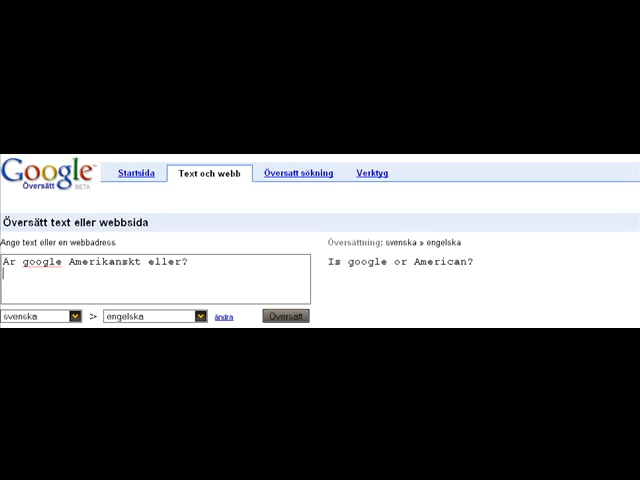 Google™
Översätt BETA
Startsida Text och webb Översatt sökning Verktyg
Översätt text eller webbsida
Ange text eller en webbadress
Översättning: svenska » engelska
Är google Amerikanskt eller?
Is google or American?
svenska > engelska ändra Översätt